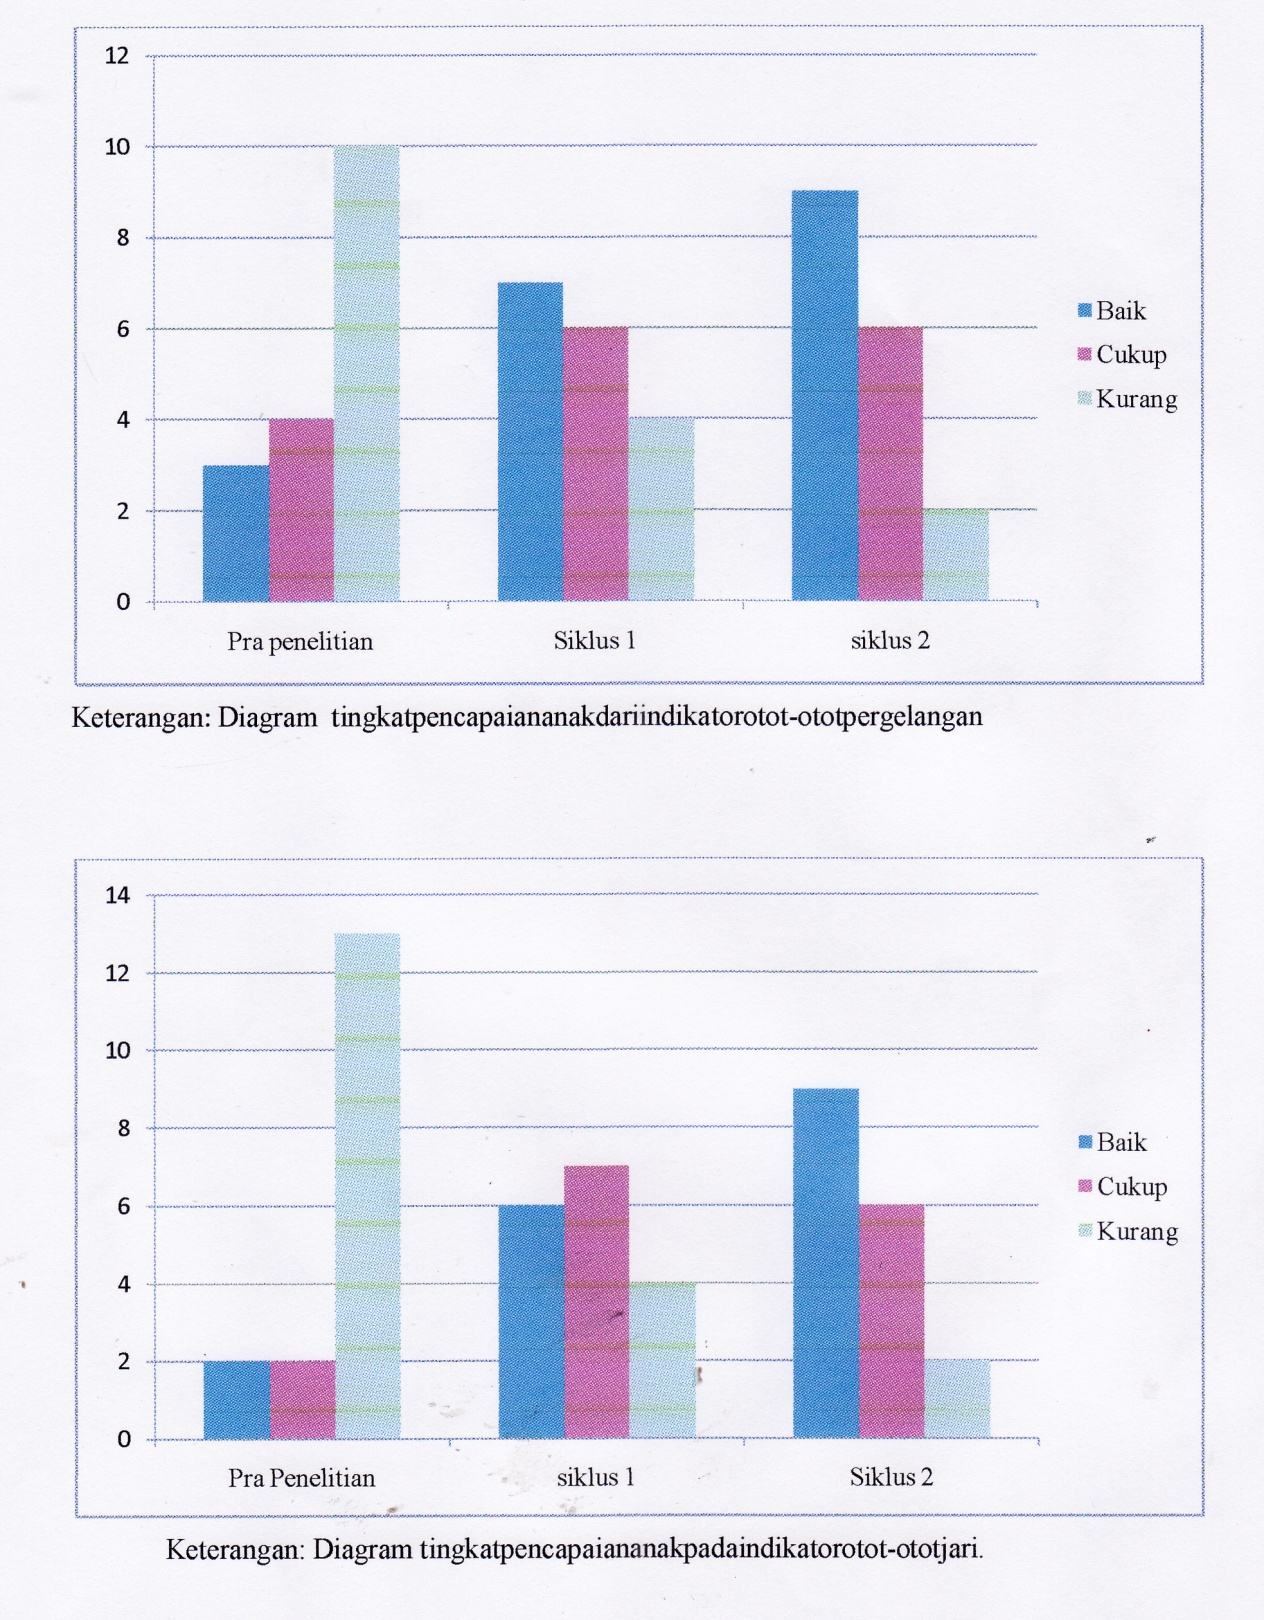 12
10
8
6
4
2
0
Pra penelitian
Siklus 1
siklus 2
Baik
Cukup
Kurang
Keterangan: Diagram tingkatpencapaiananakdariindikatorotot-ototpergelangan
14
12
10
8
6
4
2
0
Pra Penelitian
siklus 1
Siklus 2
Baik
Cukup
Kurang
Keterangan: Diagram tingkatpencapaiananakpadaindikatorotot-ototjari.